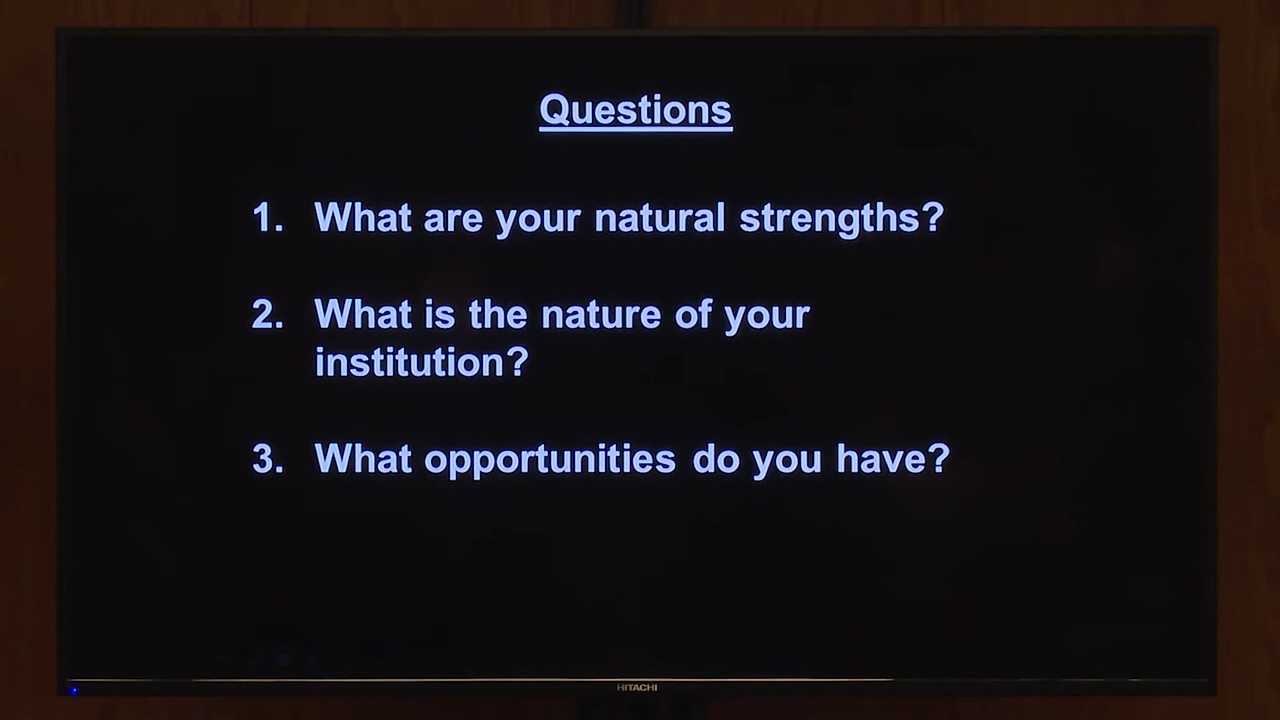 Questions
1. What are your natural strengths?
2. What is the nature of your
institution?
3. What opportunities do you have?
HITACHI